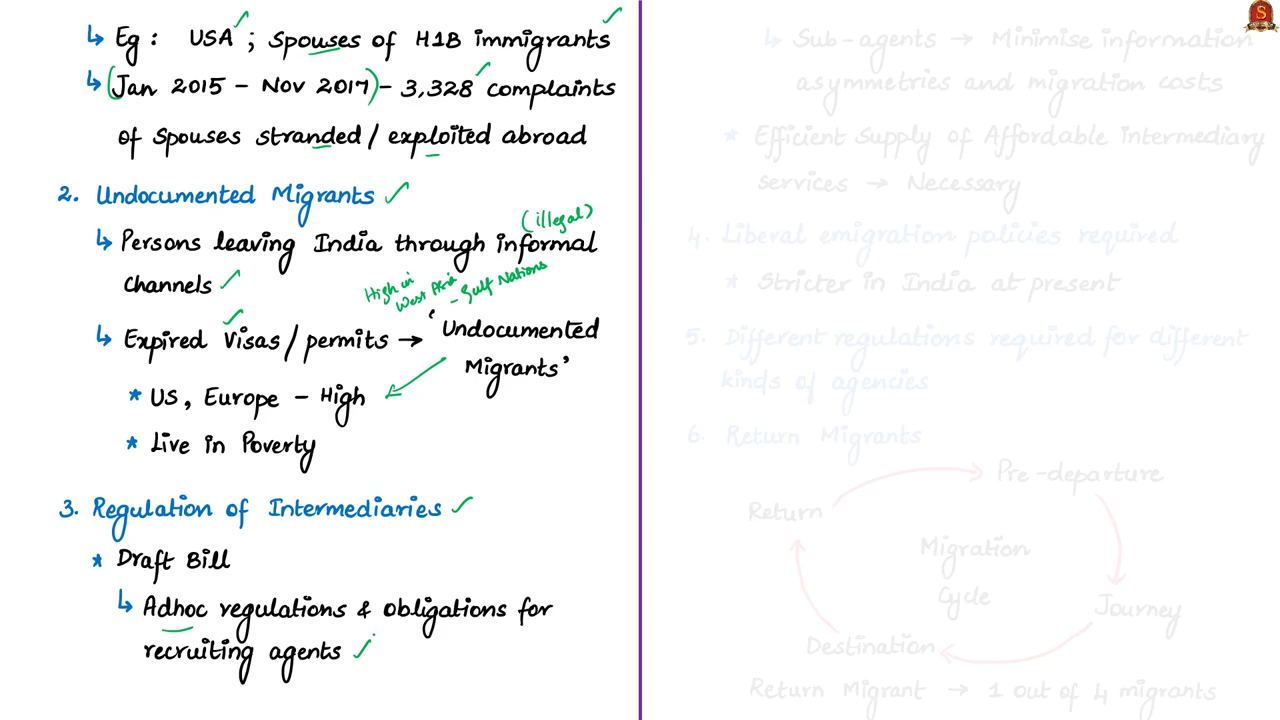 ↳ Eg : USA ; Spouses of H1B immigrants
↳ (Jan 2015 - Nov 2017) - 3,328 complaints
of Spouses stranded / exploited abroad
2. Undocumented Migrants ✓
↳ Persons leaving India through informal
(illegal)
channels ✓
High in
West Asia
- Gulf Nations
↳ Expired Visas / permits → 'Undocumented
Migrants'
* US, Europe - High
* Live in Poverty
3. Regulation of Intermediaries ✓
* Draft Bill
↳ Adhoc regulations & obligations for
recruiting agents ✓
S
↳ Sub-agents → Minimise information
asymmetries and migration costs
* Efficient Supply of Affordable intermediary
services → Necessary
4. Liberal emigration policies required
* Stricter in India at present
5. Different regulations required for different
kinds of agencies
6. Return Migrants
Pre-departure
Return
Migration
Cycle
Journey
Destination
Return Migrant → 1 out of 4 migrants